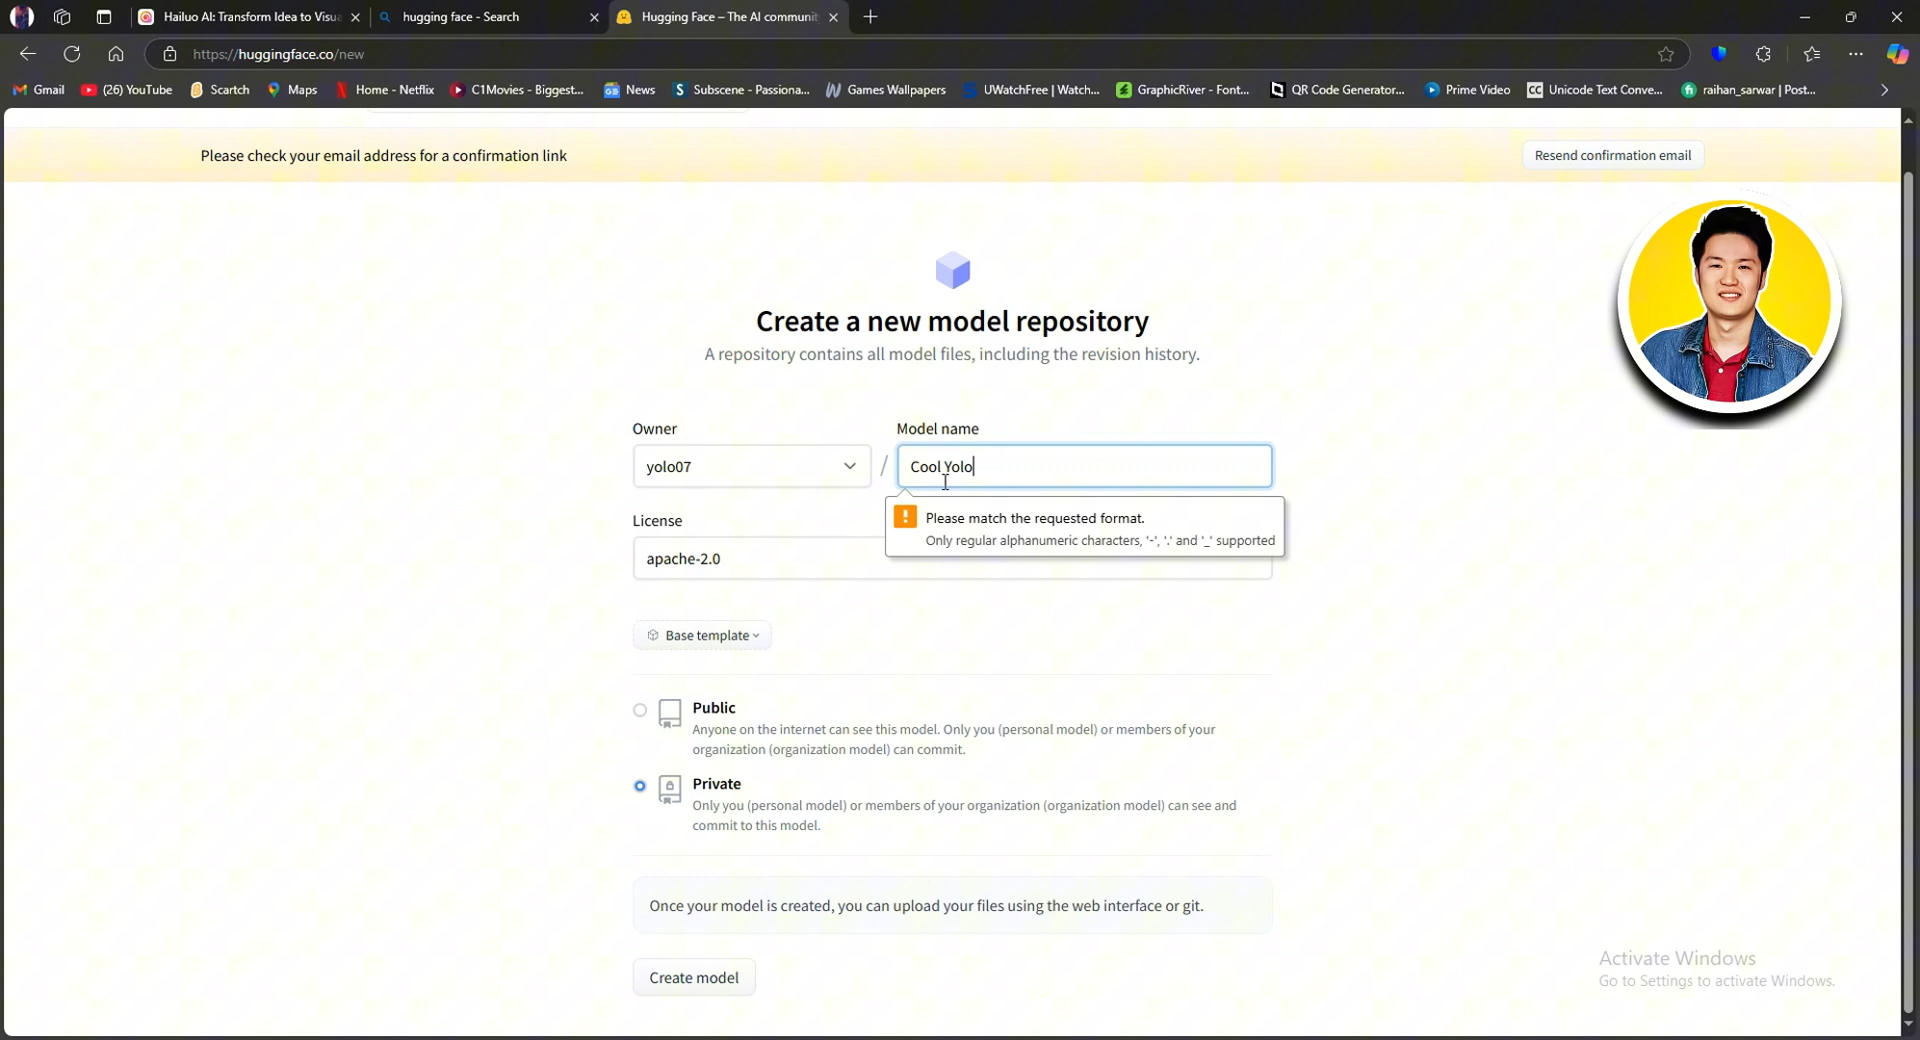 Hailuo AI: Transform Idea to Visua
hugging face - Search
Hugging Face – The AI communit
https://huggingface.co/new
Gmail
(26) YouTube
Scartch
Maps
Home - Netflix
C1Movies - Biggest...
News
Subscene - Passiona...
Games Wallpapers
UWatchFree | Watch...
GraphicRiver - Font...
QR Code Generator...
Prime Video
Unicode Text Conve...
raihan_sarwar | Post...
Please check your email address for a confirmation link
Resend confirmation email
Create a new model repository
A repository contains all model files, including the revision history.
Owner
Model name
yolo07
/
Cool Yolo
Please match the requested format.
Only regular alphanumeric characters, '-', '.' and '_' supported
License
apache-2.0
Base template
Public
Anyone on the internet can see this model. Only you (personal model) or members of your
organization (organization model) can commit.
Private
Only you (personal model) or members of your organization (organization model) can see and
commit to this model.
Once your model is created, you can upload your files using the web interface or git.
Create model
Activate Windows
Go to Settings to activate Windows.